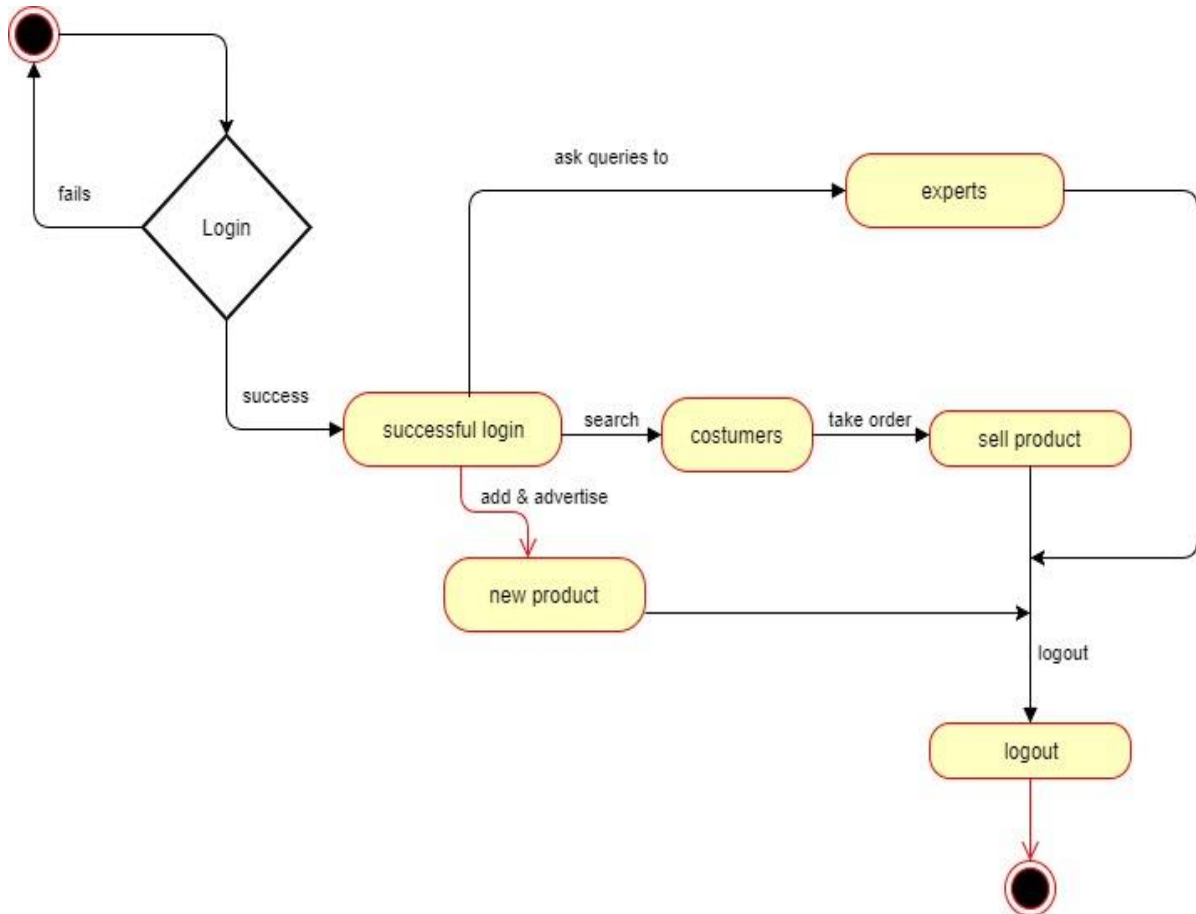 ask queries to
experts
fails
Login
success
successful login
search
costumers
take order
sell product
add & advertise
new product
logout
logout